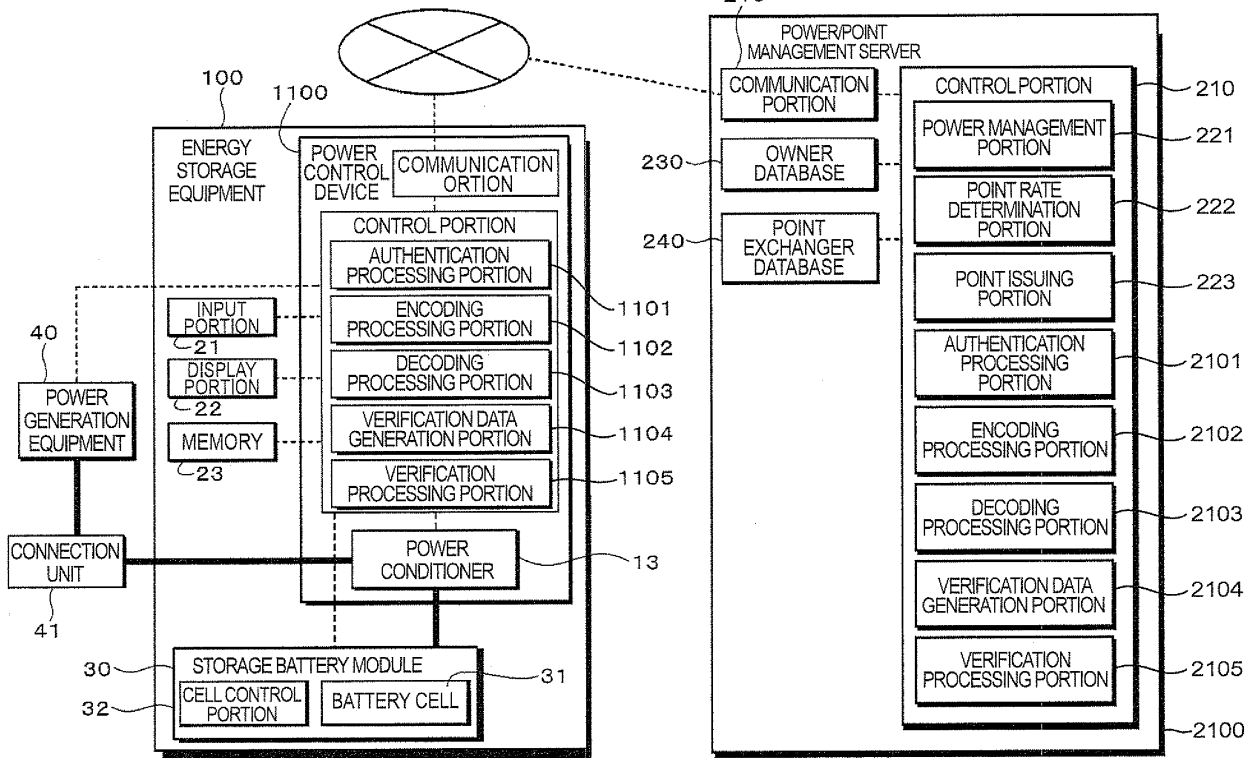 100
1100
ENERGY
STORAGE
EQUIPMENT
POWER
CONTROL
DEVICE
COMMUNICATION
ORTION
CONTROL PORTION
AUTHENTICATION
PROCESSING PORTION
1101
ENCODING
PROCESSING PORTION
1102
DECODING
PROCESSING PORTION
1103
VERIFICATION DATA
GENERATION PORTION
1104
VERIFICATION
PROCESSING PORTION
1105
INPUT
PORTION
21
DISPLAY
PORTION
22
MEMORY
23
40
POWER
GENERATION
EQUIPMENT
CONNECTION
UNIT
41
POWER
CONDITIONER
13
30
STORAGE BATTERY MODULE
31
32
CELL CONTROL
PORTION
BATTERY CELL
POWER/POINT
MANAGEMENT SERVER
COMMUNICATION
PORTION
230
OWNER
DATABASE
240
POINT
EXCHANGER
DATABASE
CONTROL PORTION
210
POWER MANAGEMENT
PORTION
221
POINT RATE
DETERMINATION
PORTION
222
POINT ISSUING
PORTION
223
AUTHENTICATION
PROCESSING
PORTION
2101
ENCODING
PROCESSING PORTION
2102
DECODING
PROCESSING PORTION
2103
VERIFICATION DATA
GENERATION PORTION
2104
VERIFICATION
PROCESSING PORTION
2105
2100